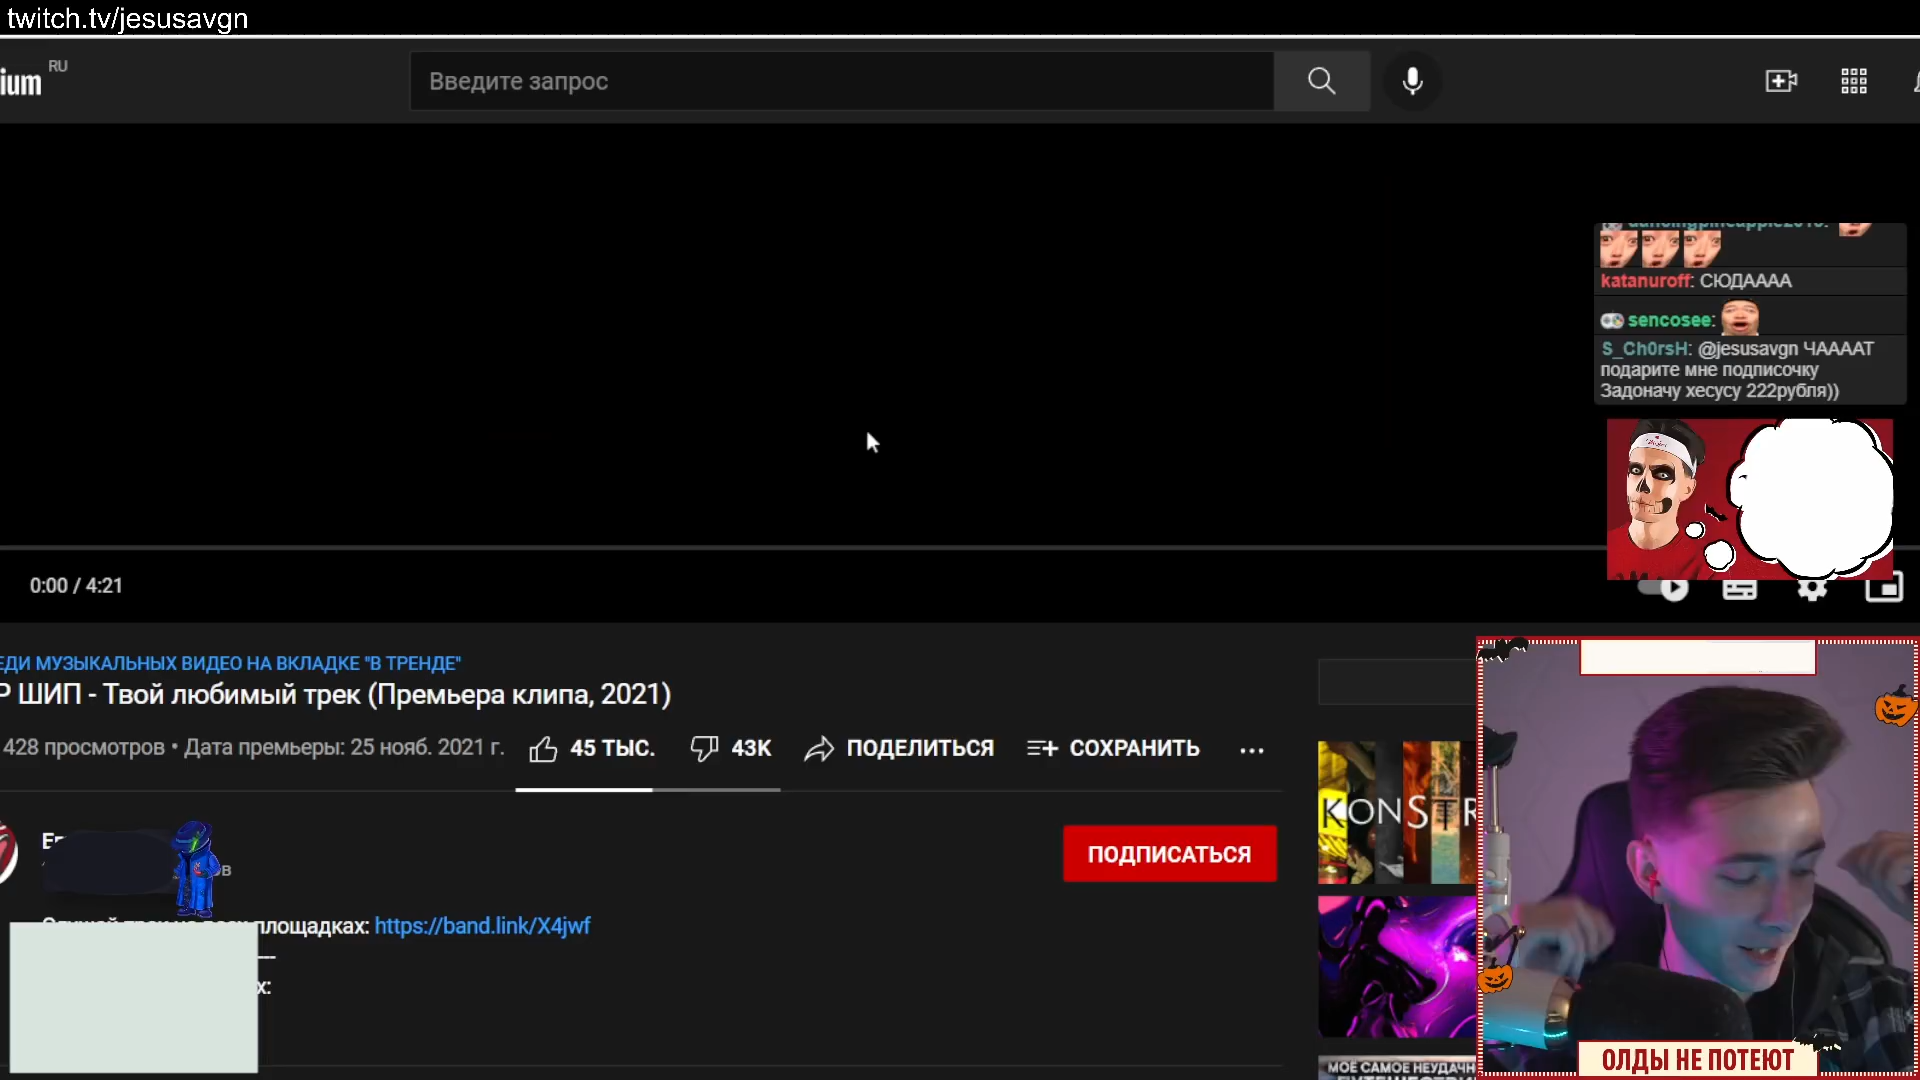 twitch.tv/jesusavgn
ium RU
Введите запрос
katanuroff: СЮДАААА
sencosee:
S_Ch0rsH: @jesusavgn ЧААААТ
подарите мне подписочку
Задоначу хесусу 222рубля))
0:00 / 4:21
ЕДИ МУЗЫКАЛЬНЫХ ВИДЕО НА ВКЛАДКЕ "В ТРЕНДЕ"
Р ШИП - Твой любимый трек (Премьера клипа, 2021)
428 просмотров • Дата премьеры: 25 нояб. 2021 г.
45 ТЫС.
43K
ПОДЕЛИТЬСЯ
СОХРАНИТЬ
ПОДПИСАТЬСЯ
площадках: https://band.link/X4jwf
х:
KONSTR
МОЕ САМОЕ НЕУДАЧН
ОЛДЫ НЕ ПОТЕЮТ